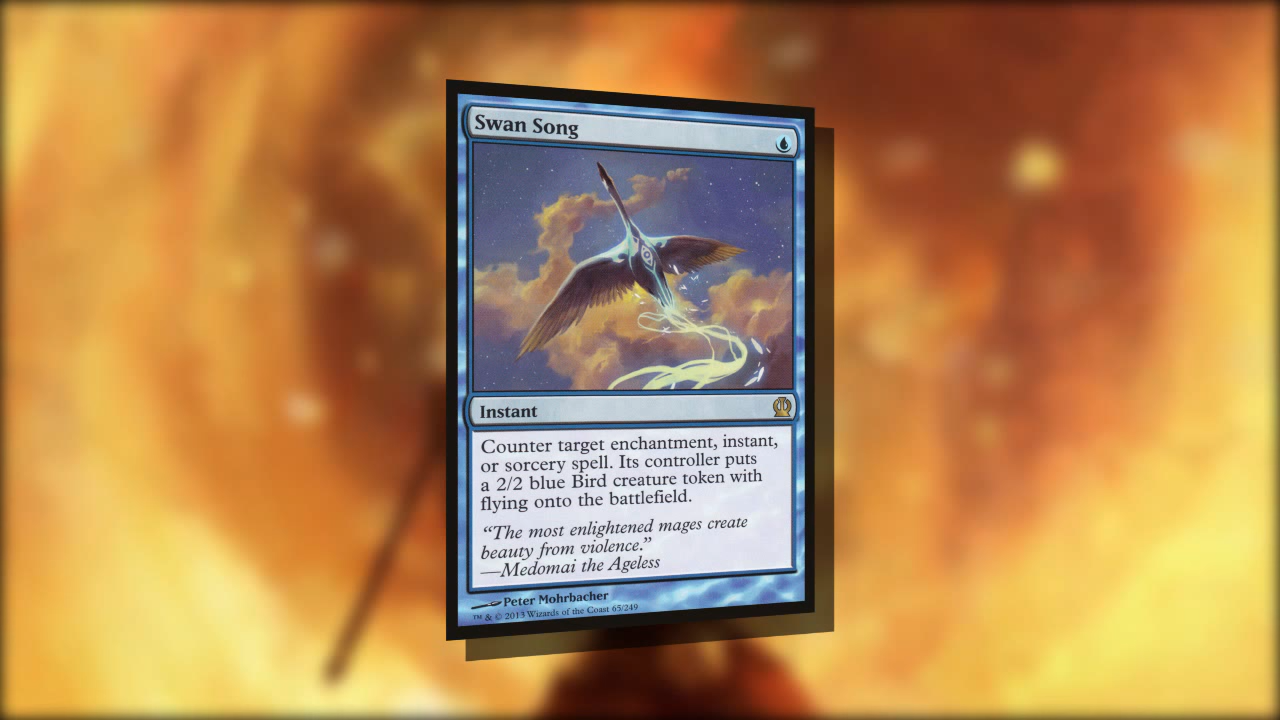 Swan Song
Instant
Counter target enchantment, instant,
or sorcery spell. Its controller puts
a 2/2 blue Bird creature token with
flying onto the battlefield.
“The most enlightened mages create
beauty from violence.”
—Medomai the Ageless
Peter Mohrbacher
™ & © 2013 Wizards of the Coast 65/249